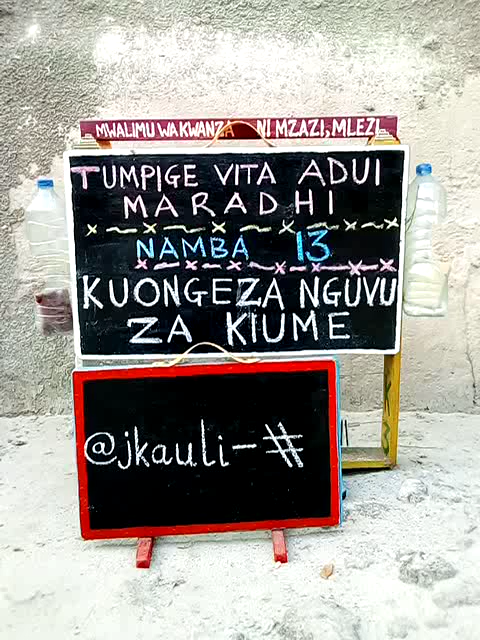 MWALIMU WA KWANZA NI MZAZI, MLEZI
TUMPIGE VITA ADUI
MARADHI
x~x~x~x~x~x~x
NAMBA 13
x~x~x~x~x~x~x
KUONGEZA NGUVU
ZA KIUME
@jkauli-#